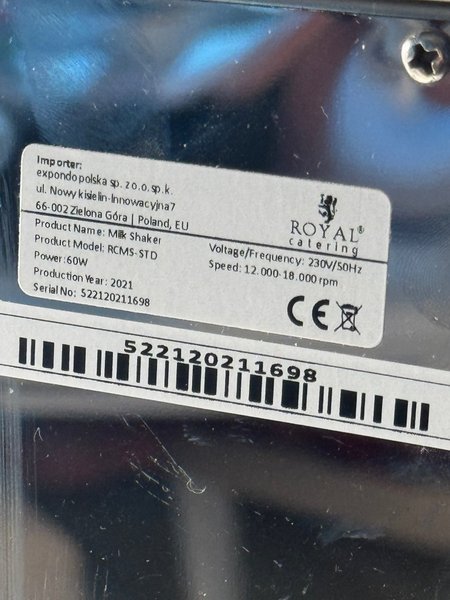 Importer:
expondo polska sp. z o.o. sp.k.
ul. Nowy kisielin-Innowacyjna7
66-002 Zielona Góra | Poland, EU
ROYAL®
catering
Product Name: Milk Shaker
Product Model: RCMS-STD
Power: 60W
Production Year: 2021
Serial No: 522120211698
Voltage/Frequency: 230V/50Hz
Speed: 12.000-18.000 rpm
CE
522120211698